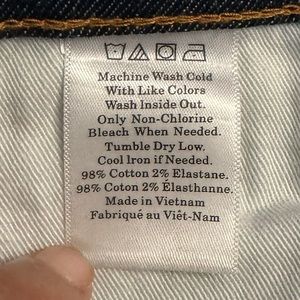 Machine Wash Cold
With Like Colors
Wash Inside Out.
Only Non-Chlorine
Bleach When Needed.
Tumble Dry Low.
Cool Iron if Needed.
98% Cotton 2% Elastane.
98% Coton 2% Élasthanne.
Made in Vietnam
Fabriqué au Viêt-Nam